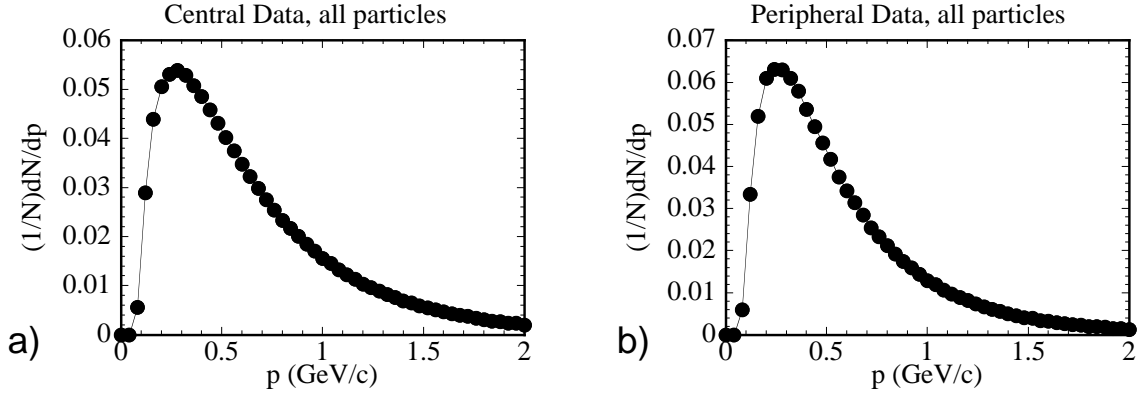 Central Data, all particles
0.06
0.05
0.04
0.03
0.02
0.01
0
(1/N)dN/dp
0 0.5 1 1.5 2
p (GeV/c)
a)
Peripheral Data, all particles
0.07
0.06
0.05
0.04
0.03
0.02
0.01
0
(1/N)dN/dp
0 0.5 1 1.5 2
p (GeV/c)
b)